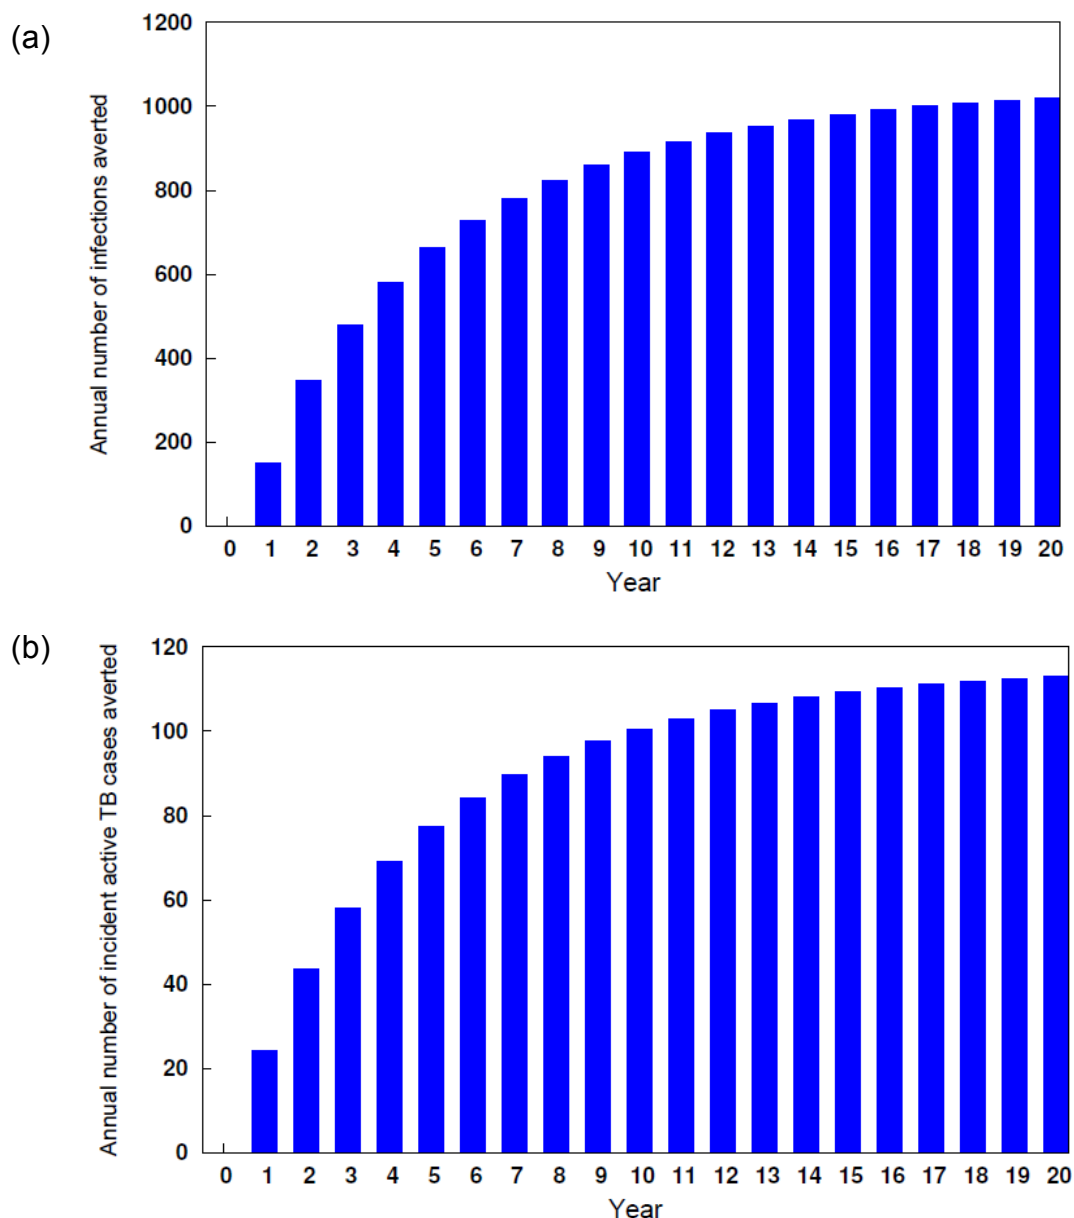 (a)
Annual number of infections averted
1200
1000
800
600
400
200
0
0 1 2 3 4 5 6 7 8 9 10 11 12 13 14 15 16 17 18 19 20
Year
(b)
Annual number of incident active TB cases averted
120
100
80
60
40
20
0
0 1 2 3 4 5 6 7 8 9 10 11 12 13 14 15 16 17 18 19 20
Year